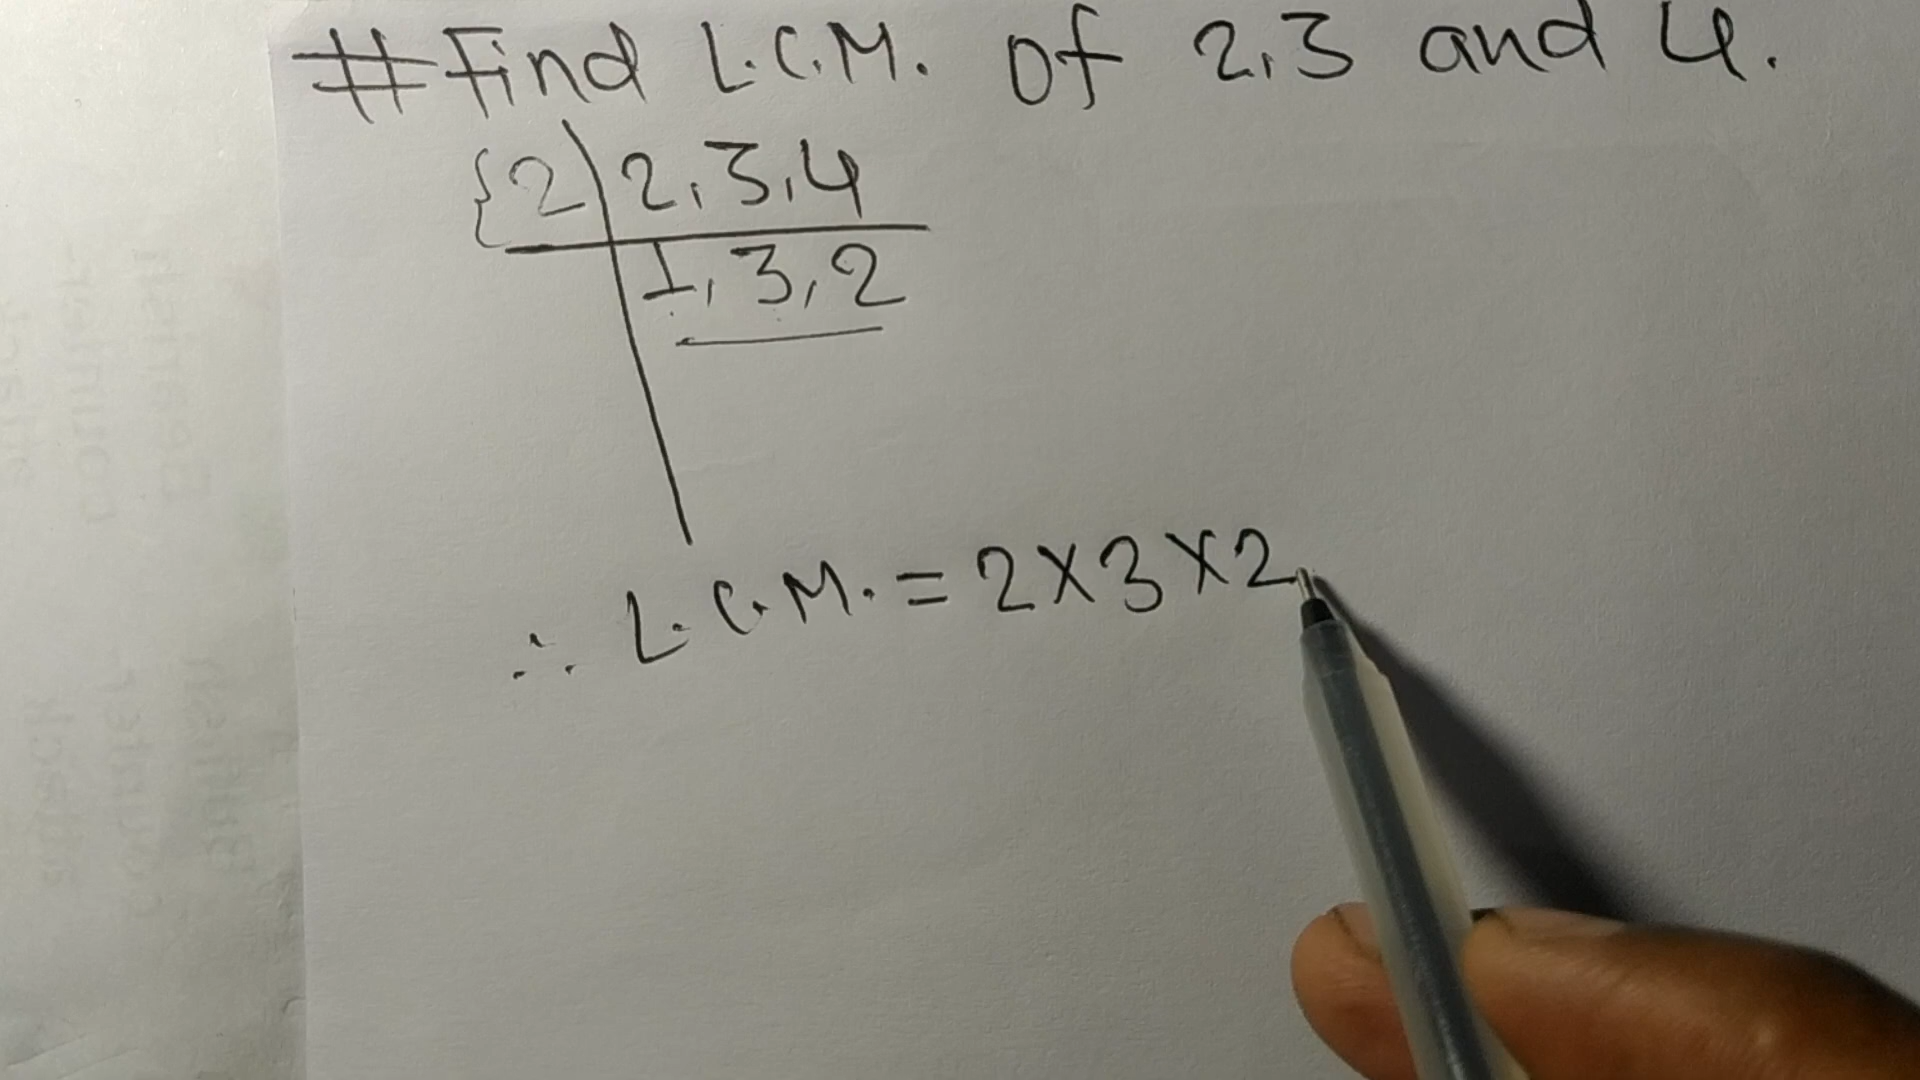 #Find L.C.M. of 2,3 and 4.
{2 2,3,4
1,3,2
∴ L.C.M. = 2×3×2